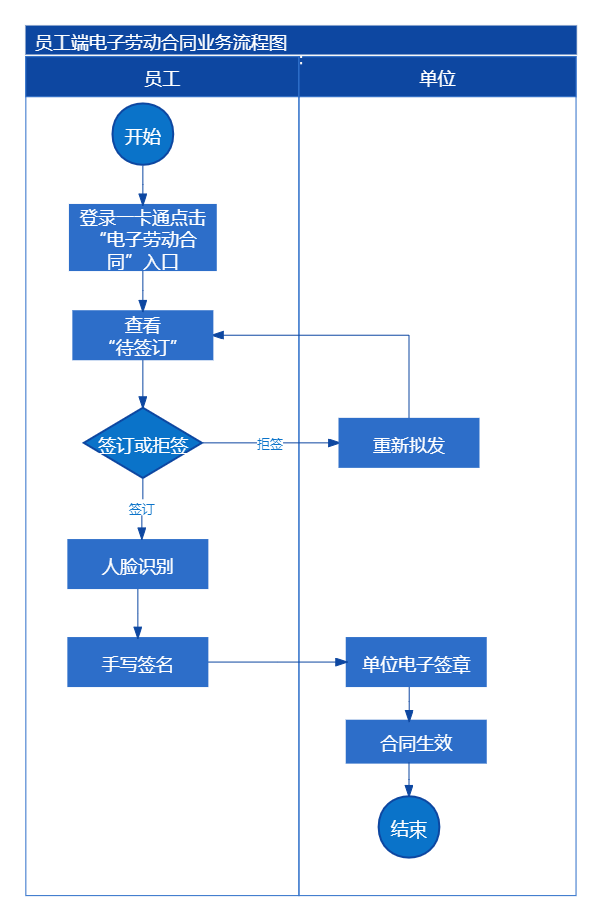 员工端电子劳动合同业务流程图
员工
单位
开始
登录一卡通点击
“电子劳动合
同”入口
查看
“待签订”
签订或拒签
拒签
重新拟发
签订
人脸识别
手写签名
单位电子签章
合同生效
结束